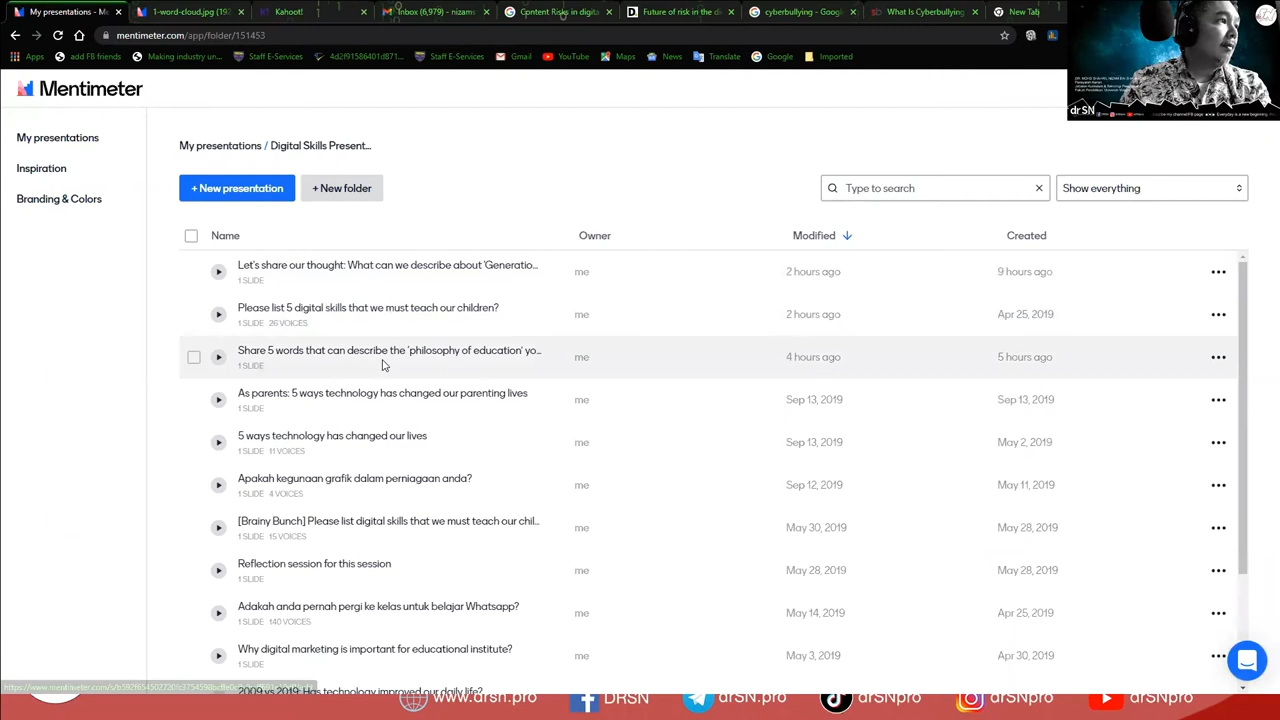 My presentations - Me
1-word-cloud.jpg (192
Kahoot!
Inbox (6,979) - nizams
Content Risks in digita
Future of risk in the di
cyberbullying - Google
What Is Cyberbullying
New Tab
mentimeter.com/app/folder/151453
Apps
add FB friends
Making industry un...
Staff E-Services
4d2f91586401d871...
Staff E-Services
Gmail
YouTube
Maps
News
Translate
Google
Imported
drSN
Mentimeter
My presentations
Inspiration
Branding & Colors
My presentations / Digital Skills Present...
+ New presentation
+ New folder
Type to search
Show everything
Name
Owner
Modified
Created
Let's share our thought: What can we describe about 'Generatio...
1 SLIDE
me
2 hours ago
9 hours ago
Please list 5 digital skills that we must teach our children?
1 SLIDE 26 VOICES
me
2 hours ago
Apr 25, 2019
Share 5 words that can describe the 'philosophy of education' yo...
1 SLIDE
me
4 hours ago
5 hours ago
As parents: 5 ways technology has changed our parenting lives
1 SLIDE
me
Sep 13, 2019
Sep 13, 2019
5 ways technology has changed our lives
1 SLIDE 11 VOICES
me
Sep 13, 2019
May 2, 2019
Apakah kegunaan grafik dalam perniagaan anda?
1 SLIDE 4 VOICES
me
Sep 12, 2019
May 11, 2019
[Brainy Bunch] Please list digital skills that we must teach our chil...
1 SLIDE 15 VOICES
me
May 30, 2019
May 28, 2019
Reflection session for this session
1 SLIDE
me
May 28, 2019
May 28, 2019
Adakah anda pernah pergi ke kelas untuk belajar Whatsapp?
1 SLIDE 140 VOICES
me
May 14, 2019
Apr 25, 2019
Why digital marketing is important for educational institute?
1 SLIDE
me
May 3, 2019
Apr 30, 2019
2009 vs 2019: Has technology improved our daily life?
www.drsn.pro
DRSN
drSNpro
drSNpro
drSNpro
drSNpro